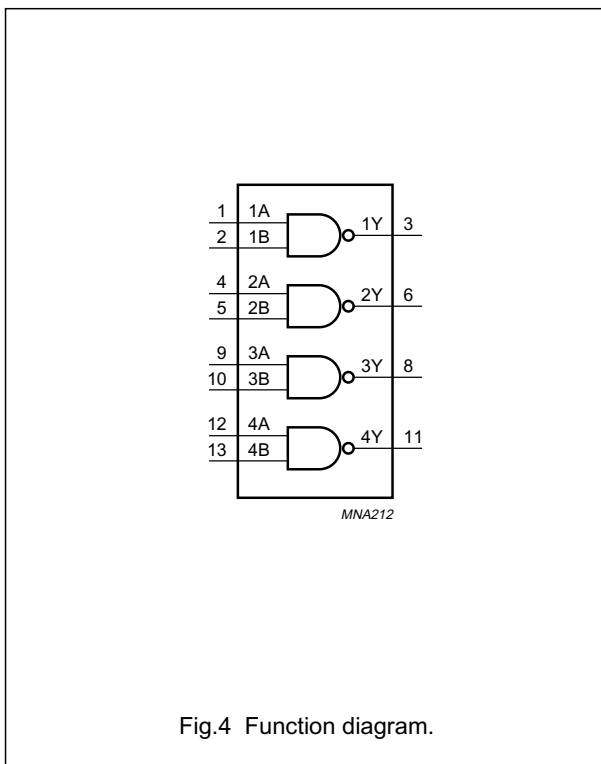 1 1A
2 1B
1Y 3
4 2A
5 2B
2Y 6
9 3A
10 3B
3Y 8
12 4A
13 4B
4Y 11
MNA212
Fig.4 Function diagram.